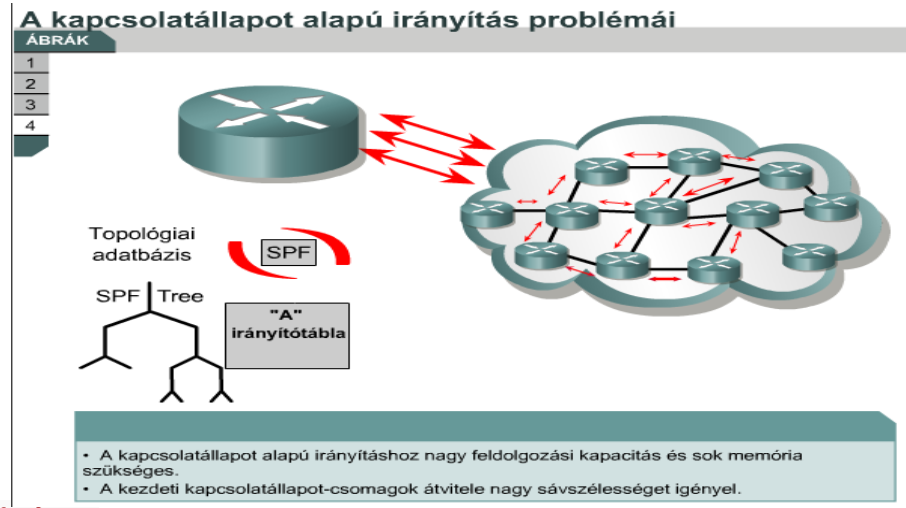 A kapcsolatállapot alapú irányítás problémái
ÁBRÁK
1
2
3
4
Topológiai
adatbázis
SPF
SPF Tree
"A"
irányítótábla
• A kapcsolatállapot alapú irányításhoz nagy feldolgozási kapacitás és sok memória
szükséges.
• A kezdeti kapcsolatállapot-csomagok átvitele nagy sávszélességet igényel.